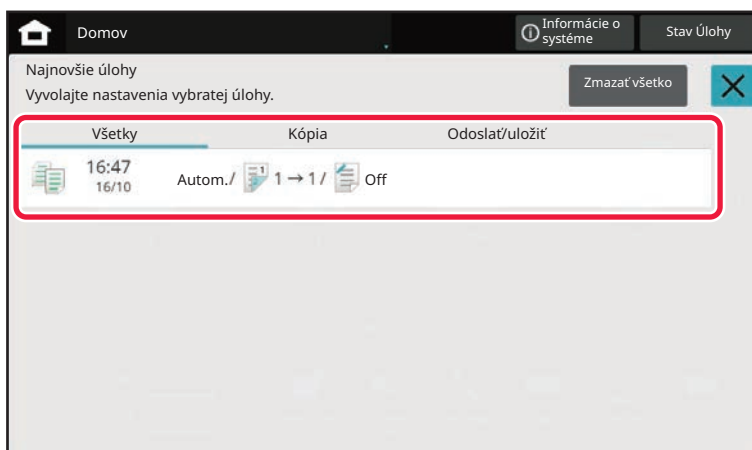 Domov
Informácie o
systéme
Stav Úlohy
Najnovšie úlohy
Vyvolajte nastavenia vybratej úlohy.
Zmazať všetko
Všetky
Kópia
Odoslať/uložiť
16:47
16/10
Autom./ 1 1→1/ Off